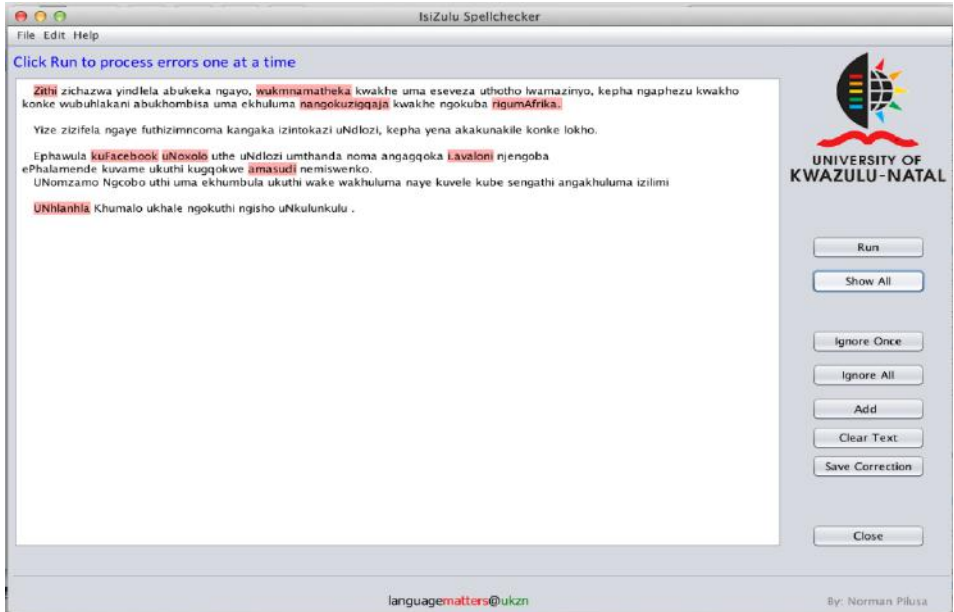 IsiZulu Spellchecker
File Edit Help
Click Run to process errors one at a time
Zithi zichazwa yindlela abukeka ngayo, wukmnamatheka kwakhe uma eseveza uthotho lwamazinyo, kepha ngaphezu kwakho
konke wubuhlakani abukhombisa uma ekhuluma nangokuziqqaja kwakhe ngokuba rigumAfrika.
Yize zizifela ngaye futhizimncoma kangaka izintokazi uNdlozi, kepha yena akakunakile konke lokho.
Ephawula kuFacebook uNoxolo uthe uNdlozi umthanda noma angagqoka i.avaloni njengoba
ePhalamende kuvame ukuthi kugqokwe amasudi nemiswenko.
UNomzamo Ngcobo uthi uma ekhumbula ukuthi wake wakhuluma naye kuvele kube sengathi angakhuluma izilimi
UNhlanhla Khumalo ukhale ngokuthi ngisho uNkulunkulu .
UNIVERSITY OF
KWAZULU-NATAL
Run
Show All
Ignore Once
Ignore All
Add
Clear Text
Save Correction
Close
languagematters@ukzn
By: Norman Pilusa